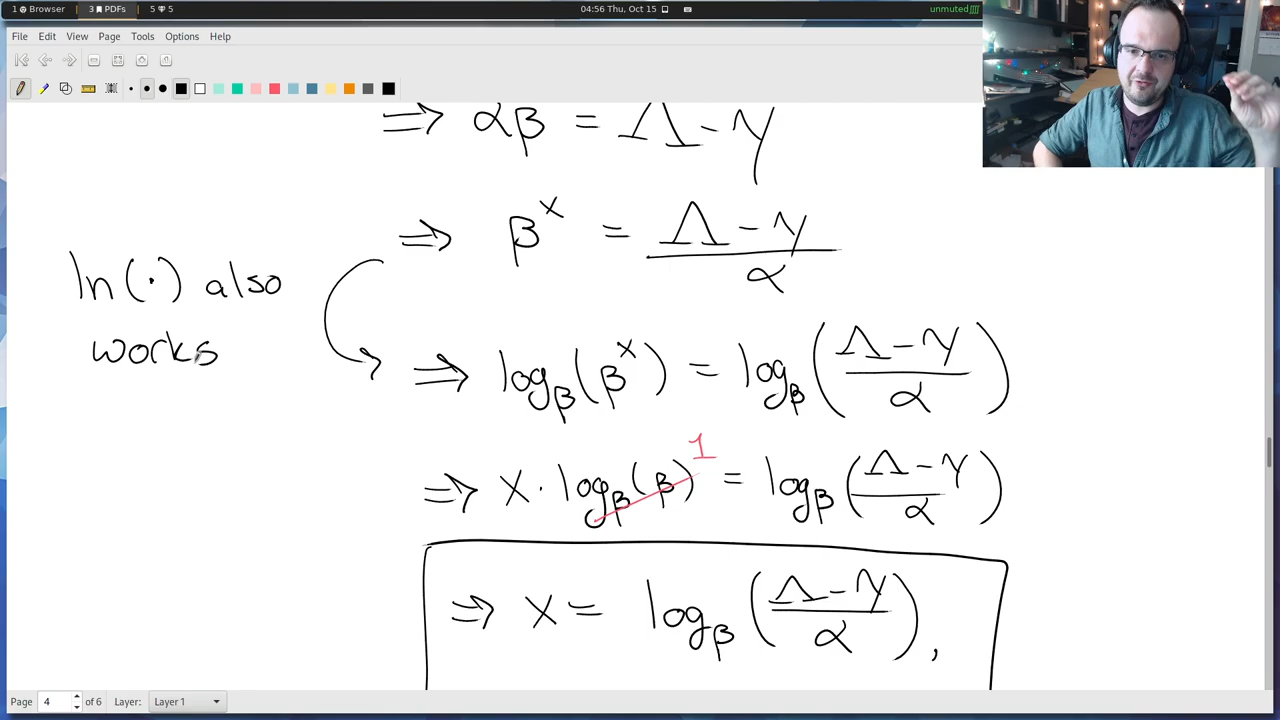 1 Browser 3 PDFs 5 5 04:56 Thu, Oct 15 unmuted
File Edit View Page Tools Options Help
⇒ αβ = Λ - γ
⇒ β^x = (Λ - γ)/α
ln(·) also
works
⇒ log_β(β^x) = log_β((Λ - γ)/α)
1
⇒ x · log_β(β) = log_β((Λ - γ)/α)
⇒ x = log_β((Λ - γ)/α),
Page 4 of 6 Layer: Layer 1